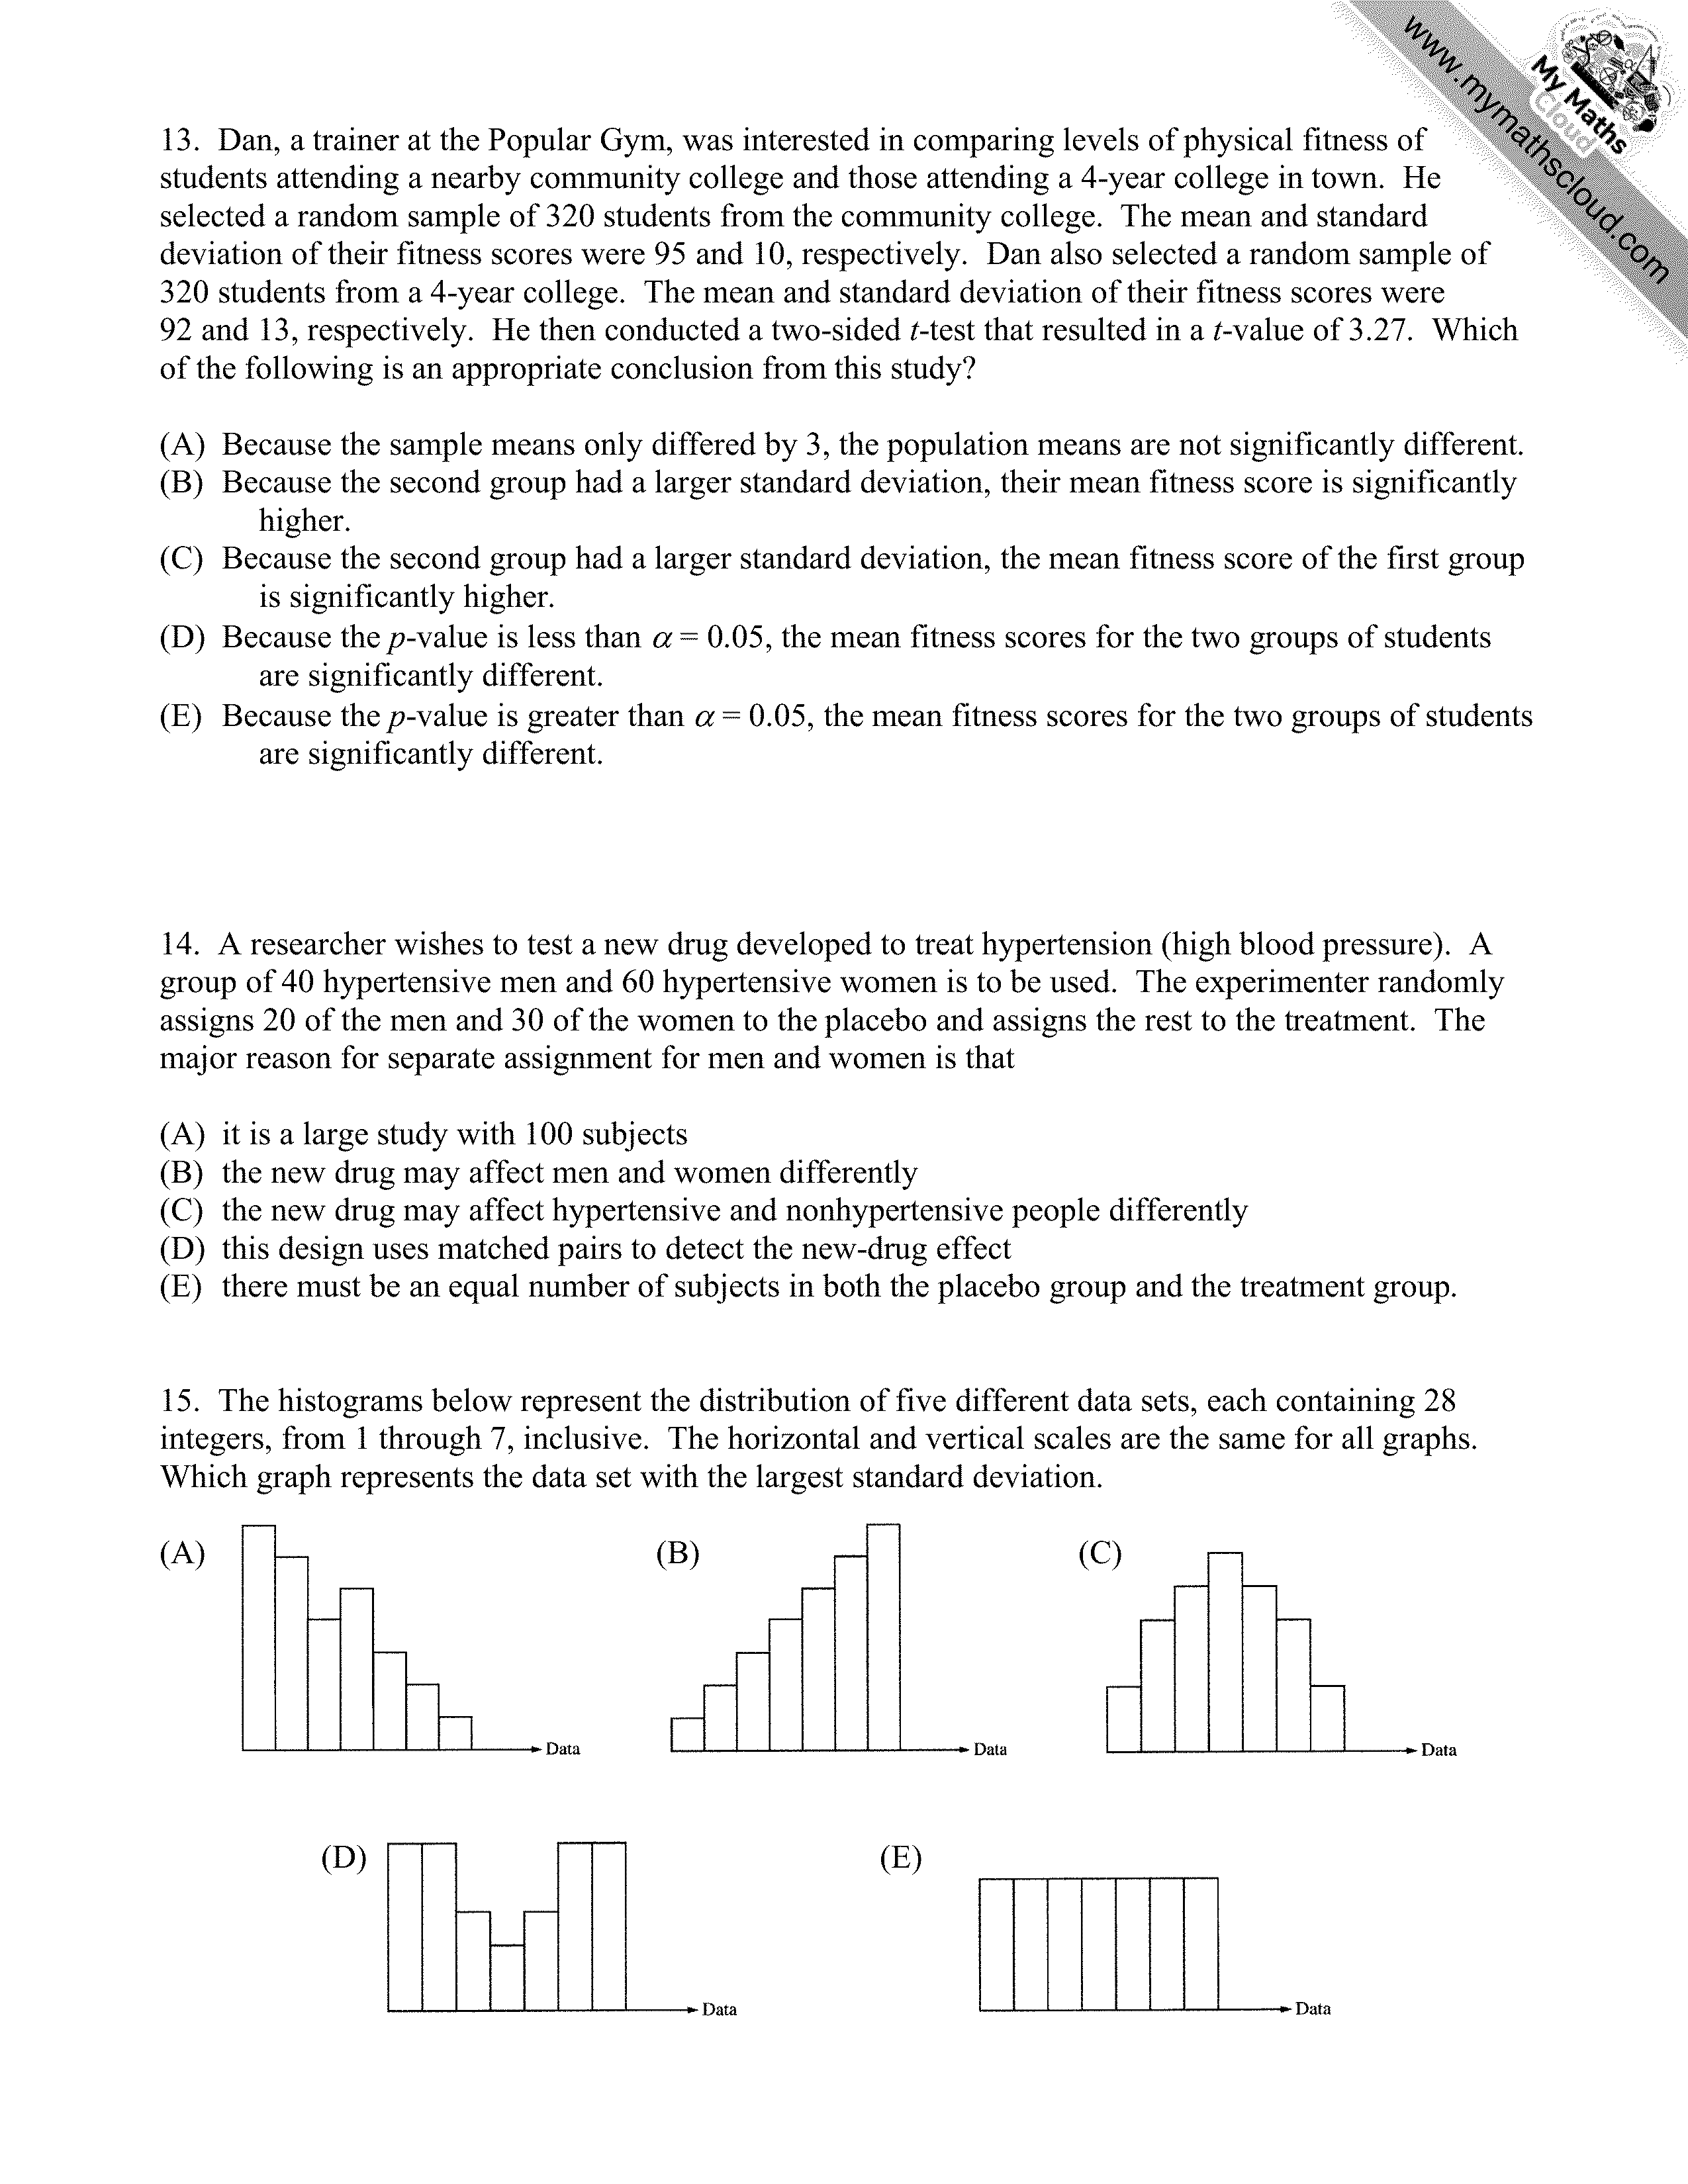 www.mymathscloud.com
My Maths
Cloud
13. Dan, a trainer at the Popular Gym, was interested in comparing levels of physical fitness of
students attending a nearby community college and those attending a 4-year college in town. He
selected a random sample of 320 students from the community college. The mean and standard
deviation of their fitness scores were 95 and 10, respectively. Dan also selected a random sample of
320 students from a 4-year college. The mean and standard deviation of their fitness scores were
92 and 13, respectively. He then conducted a two-sided t-test that resulted in a t-value of 3.27. Which
of the following is an appropriate conclusion from this study?
(A) Because the sample means only differed by 3, the population means are not significantly different.
(B) Because the second group had a larger standard deviation, their mean fitness score is significantly
higher.
(C) Because the second group had a larger standard deviation, the mean fitness score of the first group
is significantly higher.
(D) Because the p-value is less than α = 0.05, the mean fitness scores for the two groups of students
are significantly different.
(E) Because the p-value is greater than α = 0.05, the mean fitness scores for the two groups of students
are significantly different.
14. A researcher wishes to test a new drug developed to treat hypertension (high blood pressure). A
group of 40 hypertensive men and 60 hypertensive women is to be used. The experimenter randomly
assigns 20 of the men and 30 of the women to the placebo and assigns the rest to the treatment. The
major reason for separate assignment for men and women is that
(A) it is a large study with 100 subjects
(B) the new drug may affect men and women differently
(C) the new drug may affect hypertensive and nonhypertensive people differently
(D) this design uses matched pairs to detect the new-drug effect
(E) there must be an equal number of subjects in both the placebo group and the treatment group.
15. The histograms below represent the distribution of five different data sets, each containing 28
integers, from 1 through 7, inclusive. The horizontal and vertical scales are the same for all graphs.
Which graph represents the data set with the largest standard deviation.
(A)
(B)
(C)
Data
Data
Data
(D)
(E)
Data
Data